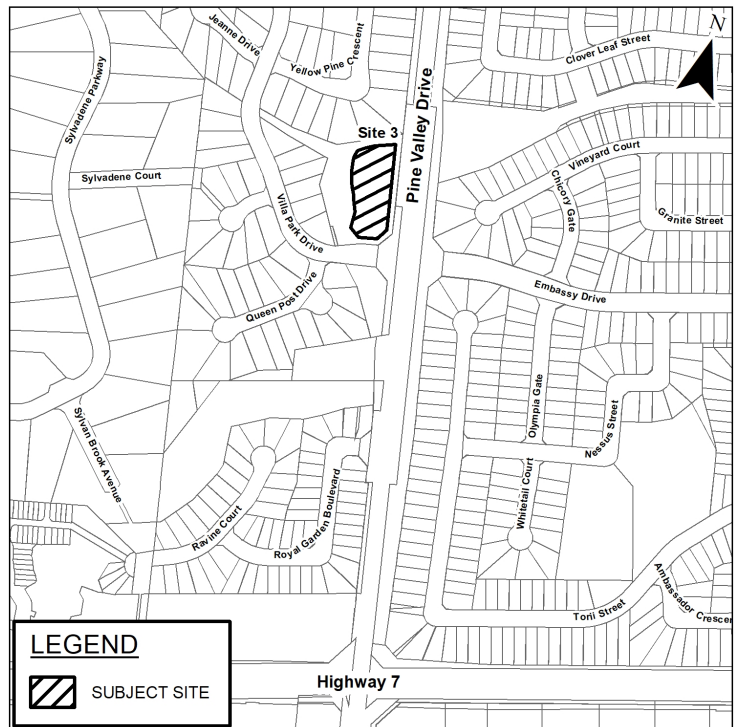 N
Jeanne Drive
Yellow Pine Crescent
Clover Leaf Street
Sylvadene Parkway
Pine Valley Drive
Site 3
Vineyard Court
Sylvadene Court
Chicory Gate
Granite Street
Villa Park Drive
Queen Post Drive
Embassy Drive
Olympia Gate
Nessus Street
Sylvan Brook Avenue
Whitetail Court
Ravine Court
Royal Garden Boulevard
Torii Street
Ambassador Crescen
LEGEND
SUBJECT SITE
Highway 7